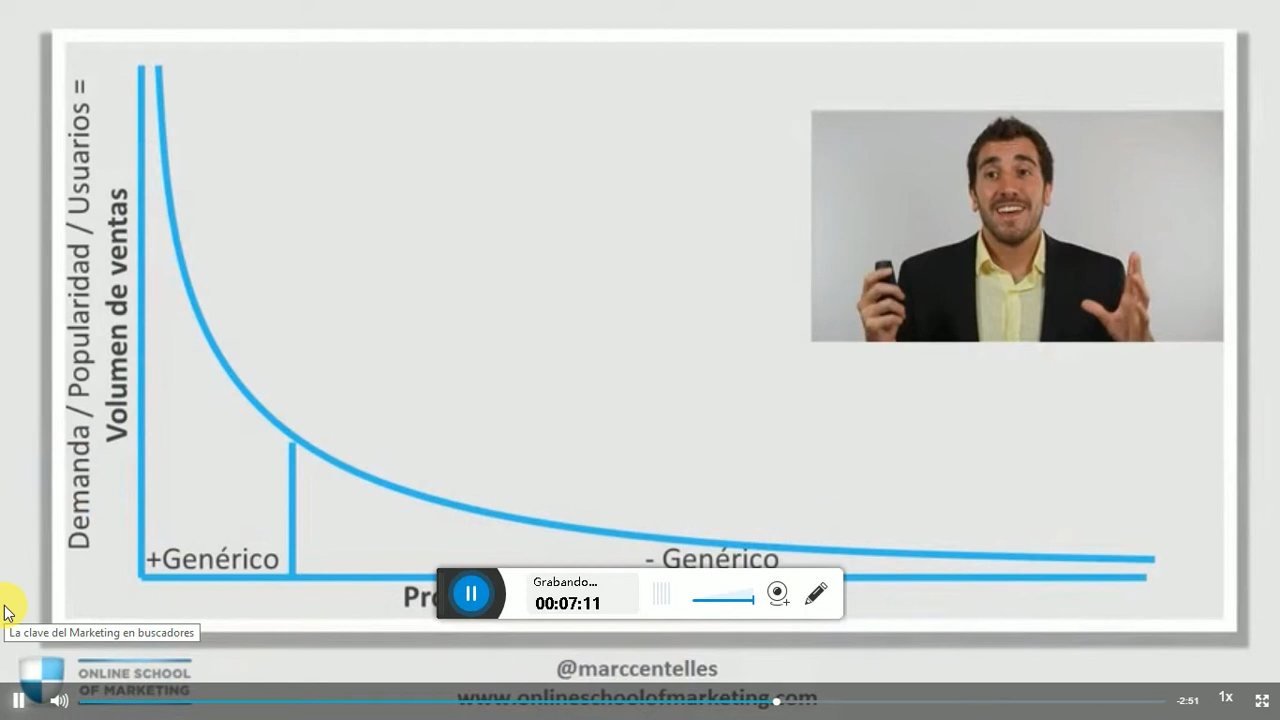 Demanda / Popularidad / Usuarios =
Volumen de ventas
+Genérico
- Genérico
Grabando...
00:07:11
La clave del Marketing en buscadores
ONLINE SCHOOL
OF MARKETING
@marccentelles
www.onlineschoolofmarketing.com
-2:51
1x